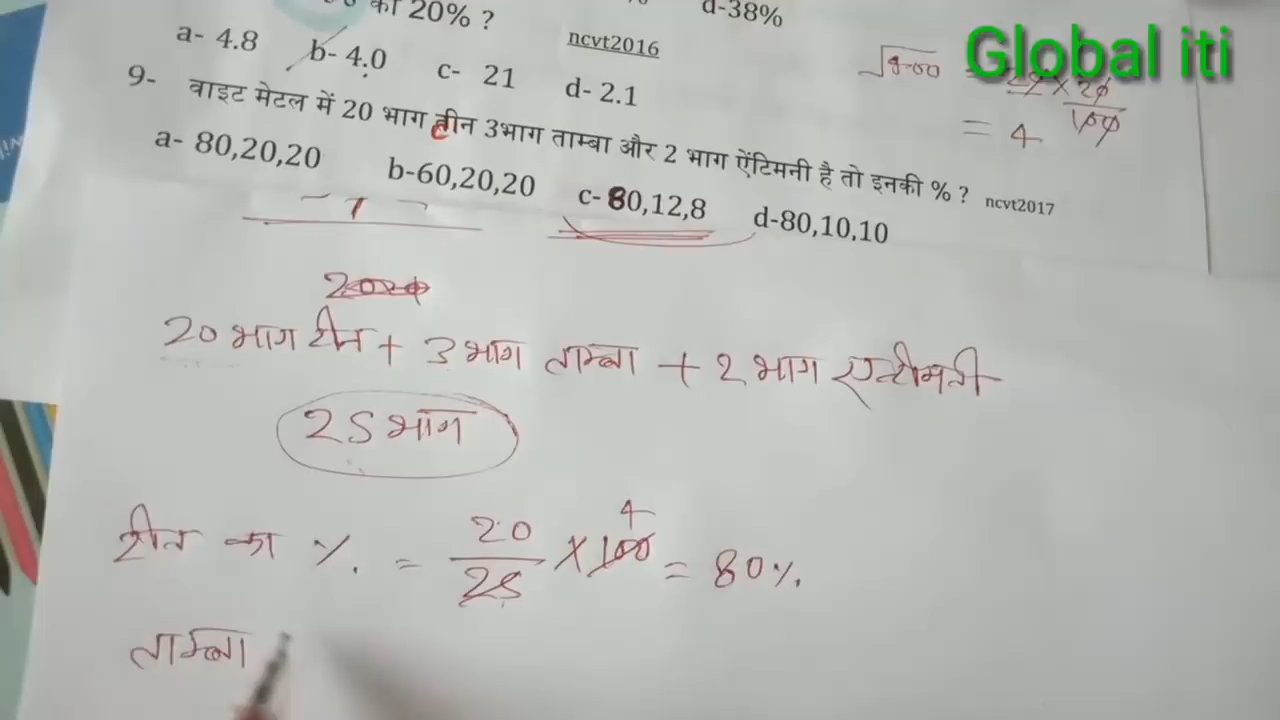 का 20% ?
d-38%
a- 4.8 b- 4.0 c- 21 d- 2.1
ncvt2016
Global iti
= 4
9- वाइट मेटल में 20 भाग तीन 3भाग ताम्बा और 2 भाग ऐंटिमनी है तो इनकी % ? ncvt2017
a- 80,20,20 b-60,20,20 c-80,12,8 d-80,10,10
20 भाग टीन + 3 भाग ताम्बा + 2 भाग एन्टीमनी
25 भाग
टीन का % = 20/25 × 100 4 = 80%
ताम्बा